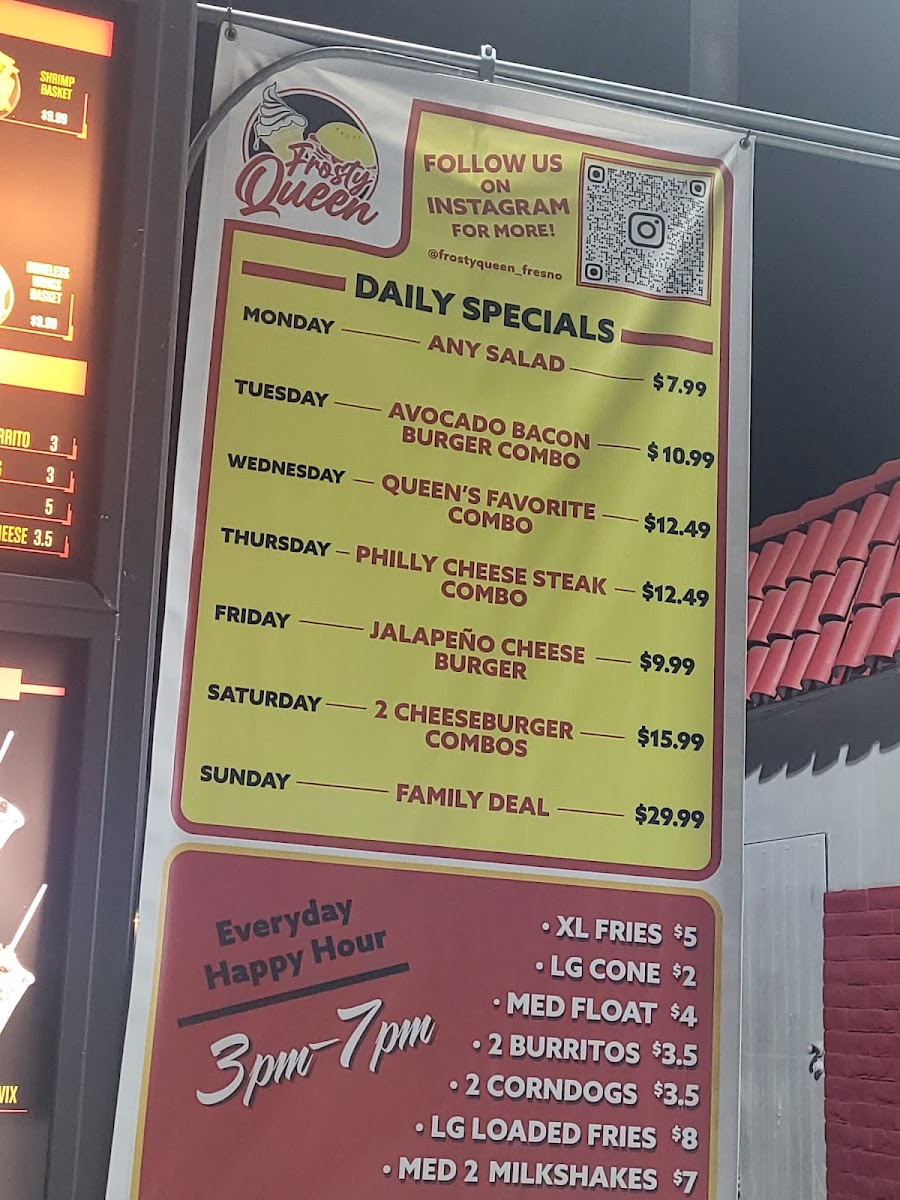 SHRIMP
BASKET
$9.99
BONELESS
WINGS
BASKET
$9.99
3
3
5
3.5
Frosty
Queen
FOLLOW US
ON
INSTAGRAM
FOR MORE!
@frostyqueen_fresno
DAILY SPECIALS
MONDAY ANY SALAD $7.99
TUESDAY AVOCADO BACON
BURGER COMBO $10.99
WEDNESDAY QUEEN'S FAVORITE
COMBO $12.49
THURSDAY PHILLY CHEESE STEAK
COMBO $12.49
FRIDAY JALAPEÑO CHEESE
BURGER $9.99
SATURDAY 2 CHEESEBURGER
COMBOS $15.99
SUNDAY FAMILY DEAL $29.99
Everyday
Happy Hour
3pm-7pm
• XL FRIES $5
• LG CONE $2
• MED FLOAT $4
• 2 BURRITOS $3.5
• 2 CORNDOGS $3.5
• LG LOADED FRIES $8
• MED 2 MILKSHAKES $7